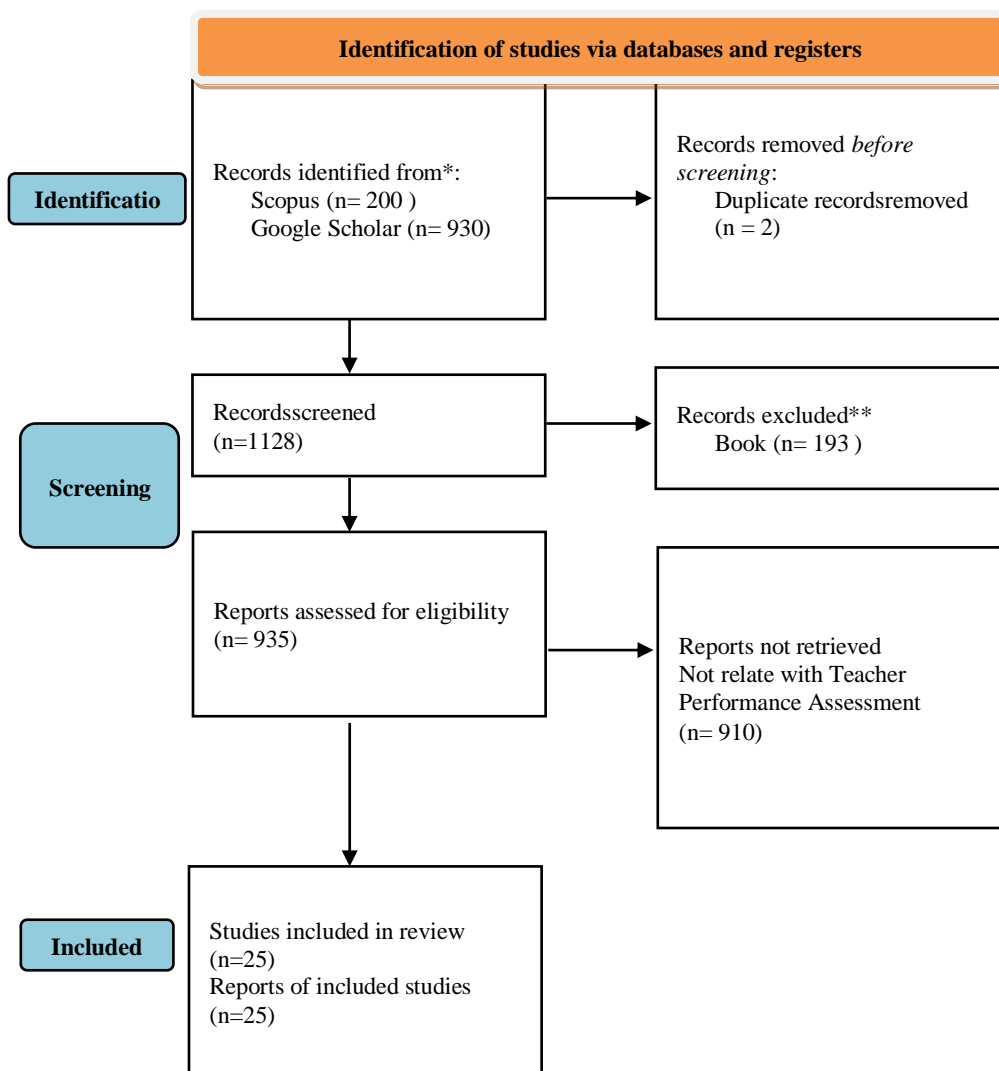 Identification of studies via databases and registers
Identificatio
Records identified from*:
Scopus (n= 200 )
Google Scholar (n= 930)
Records removed before
screening:
Duplicate recordsremoved
(n = 2)
Screening
Recordsscreened
(n=1128)
Records excluded**
Book (n= 193 )
Reports assessed for eligibility
(n= 935)
Reports not retrieved
Not relate with Teacher
Performance Assessment
(n= 910)
Included
Studies included in review
(n=25)
Reports of included studies
(n=25)